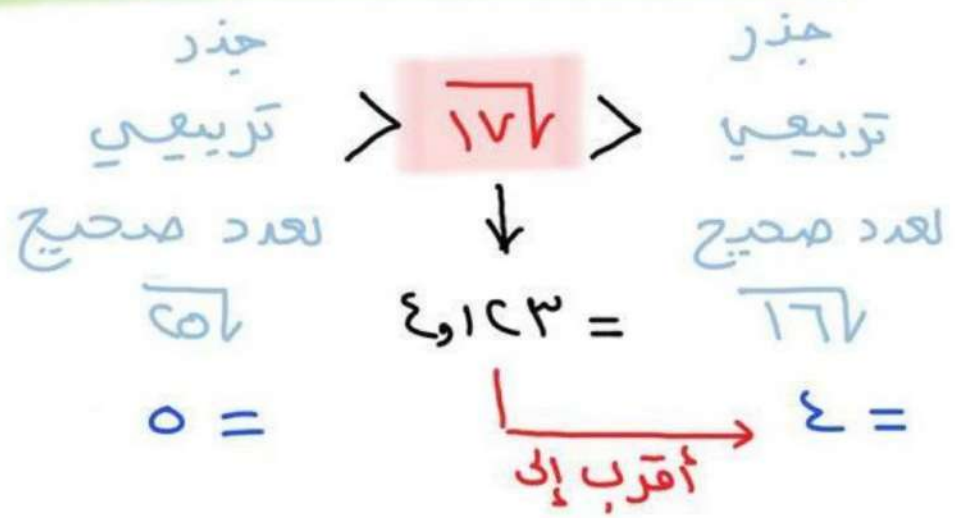 جذر جذر
تربيعي < √١٧ < تربيعي
لعدد صحيح ↓ لعدد صحيح
√١٦ = ٤,١٢٣ √٢٥
= ٤ = ٥
أقرب إلى